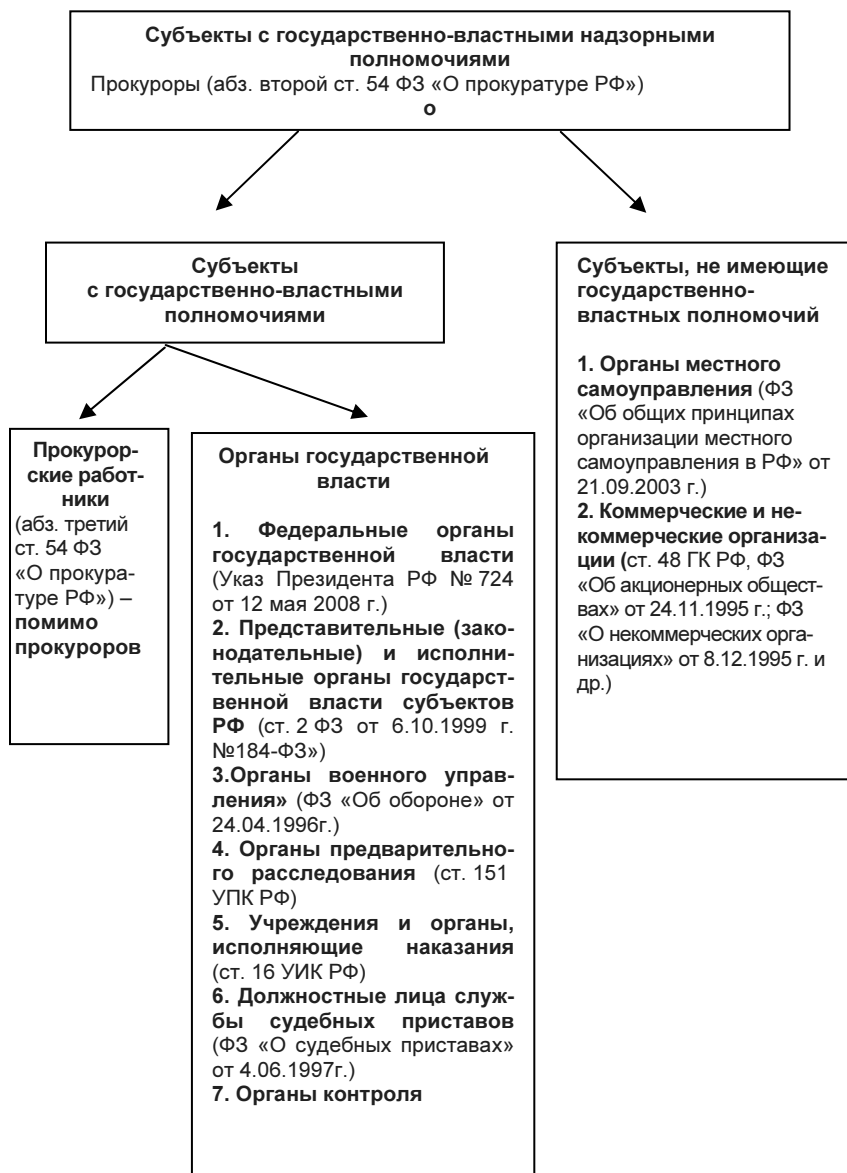 Субъекты с государственно-властными надзорными
полномочиями
Прокуроры (абз. второй ст. 54 ФЗ «О прокуратуре РФ»)
о
Субъекты
с государственно-властными
полномочиями
Субъекты, не имеющие
государственно-
властных полномочий
1. Органы местного
самоуправления (ФЗ
«Об общих принципах
организации местного
самоуправления в РФ» от
21.09.2003 г.)
2. Коммерческие и не-
коммерческие организа-
ции (ст. 48 ГК РФ, ФЗ
«Об акционерных общест-
вах» от 24.11.1995 г.; ФЗ
«О некоммерческих орга-
низациях» от 8.12.1995 г. и
др.)
Прокурор-
ские работ-
ники
(абз. третий
ст. 54 ФЗ
«О прокура-
туре РФ») –
помимо
прокуроров
Органы государственной
власти
1. Федеральные органы
государственной власти
(Указ Президента РФ № 724
от 12 мая 2008 г.)
2. Представительные (зако-
нодательные) и исполни-
тельные органы государст-
венной власти субъектов
РФ (ст. 2 ФЗ от 6.10.1999 г.
№184-ФЗ»)
3.Органы военного управ-
ления» (ФЗ «Об обороне» от
24.04.1996г.)
4. Органы предварительно-
го расследования (ст. 151
УПК РФ)
5. Учреждения и органы,
исполняющие наказания
(ст. 16 УИК РФ)
6. Должностные лица служ-
бы судебных приставов
(ФЗ «О судебных приставах»
от 4.06.1997г.)
7. Органы контроля